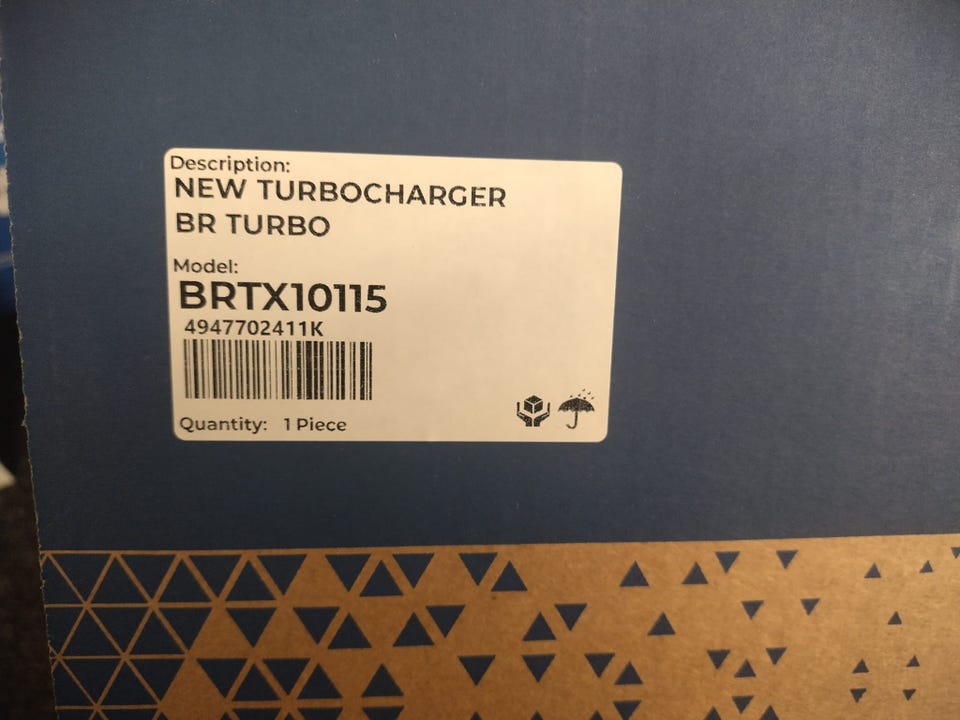 Description:
NEW TURBOCHARGER
BR TURBO
Model:
BRTX10115
4947702411K
Quantity: 1 Piece